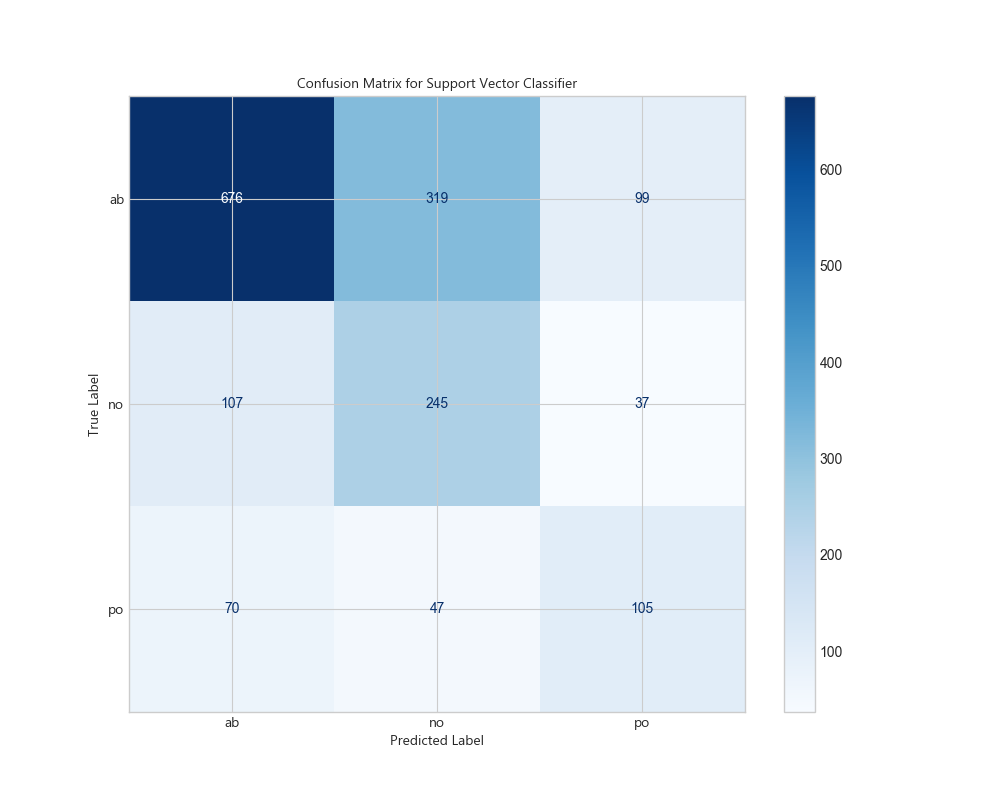 Confusion Matrix for Support Vector Classifier
True Label
ab
676
319
99
no
107
245
37
po
70
47
105
ab
no
po
Predicted Label
600
500
400
300
200
100